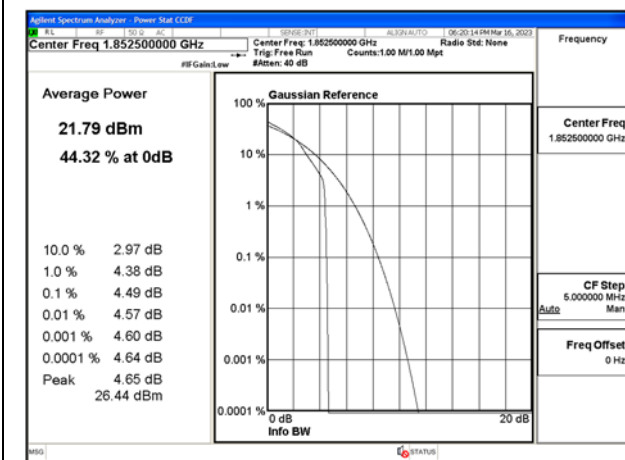 Agilent Spectrum Analyzer - Power Stat CCDF
RL RF 50 Ω AC SENSE:INT ALIGN AUTO 06:20:14 PM Mar 16, 2023
Center Freq 1.852500000 GHz
Center Freq: 1.852500000 GHz Radio Std: None
Trig: Free Run Counts:1.00 M/1.00 Mpt
#IFGain:Low #Atten: 40 dB
Frequency
Average Power
21.79 dBm
44.32 % at 0dB
10.0 % 2.97 dB
1.0 % 4.38 dB
0.1 % 4.49 dB
0.01 % 4.57 dB
0.001 % 4.60 dB
0.0001 % 4.64 dB
Peak 4.65 dB
26.44 dBm
Gaussian Reference
100 %
10 %
1 %
0.1 %
0.01 %
0.001 %
0.0001 %
0 dB 20 dB
Info BW
Center Freq
1.852500000 GHz
CF Step
5.000000 MHz
Auto Man
Freq Offset
0 Hz
MSG STATUS